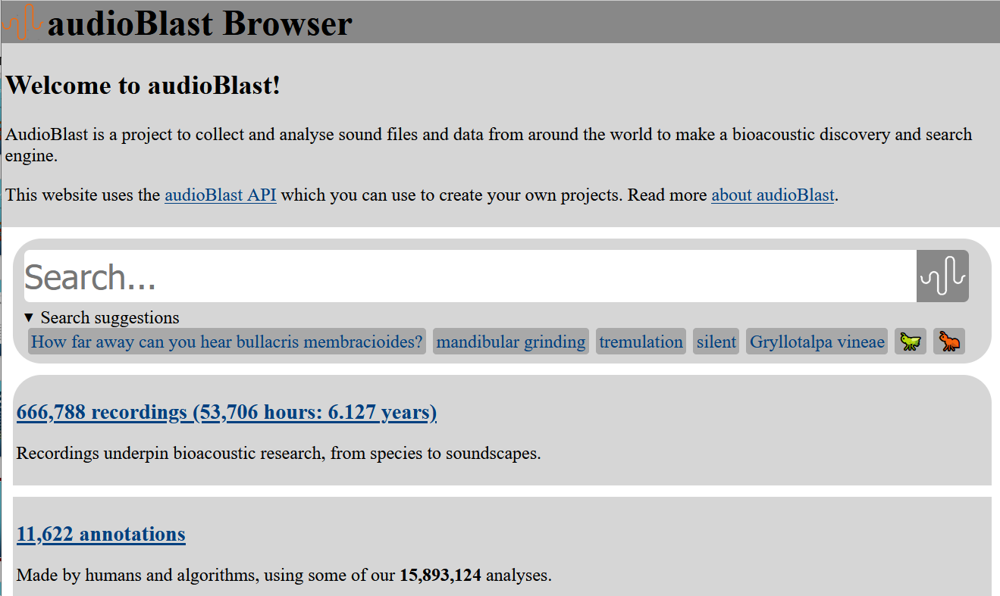 audioBlast Browser
Welcome to audioBlast!
AudioBlast is a project to collect and analyse sound files and data from around the world to make a bioacoustic discovery and search
engine.
This website uses the audioBlast API which you can use to create your own projects. Read more about audioBlast.
Search...
▼ Search suggestions
How far away can you hear bullacris membracioides? mandibular grinding tremulation silent Gryllotalpa vineae
666,788 recordings (53,706 hours: 6.127 years)
Recordings underpin bioacoustic research, from species to soundscapes.
11,622 annotations
Made by humans and algorithms, using some of our 15,893,124 analyses.